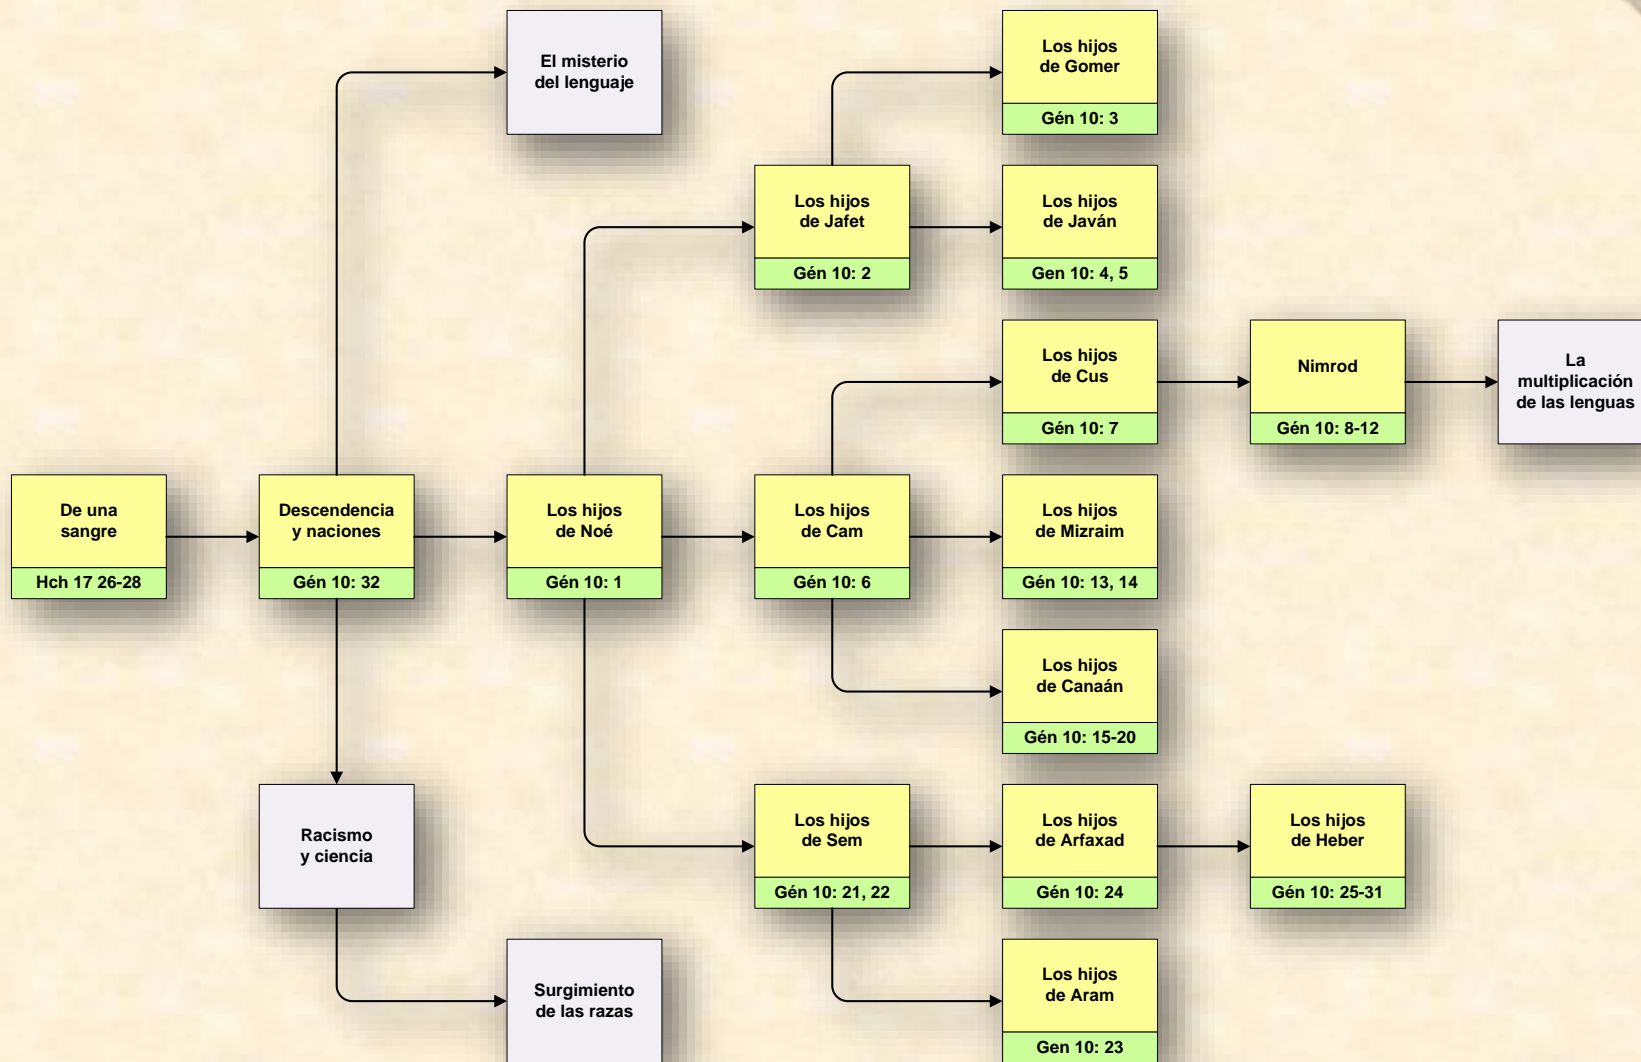 El misterio
del lenguaje
Los hijos
de Gomer
Gén 10: 3
Los hijos
de Jafet
Gén 10: 2
Los hijos
de Javán
Gen 10: 4, 5
Los hijos
de Cus
Gén 10: 7
Nimrod
Gén 10: 8-12
La
multiplicación
de las lenguas
De una
sangre
Hch 17 26-28
Descendencia
y naciones
Gén 10: 32
Los hijos
de Noé
Gén 10: 1
Los hijos
de Cam
Gén 10: 6
Los hijos
de Mizraim
Gén 10: 13, 14
Los hijos
de Canaán
Gén 10: 15-20
Racismo
y ciencia
Los hijos
de Sem
Gén 10: 21, 22
Los hijos
de Arfaxad
Gén 10: 24
Los hijos
de Heber
Gén 10: 25-31
Surgimiento
de las razas
Los hijos
de Aram
Gen 10: 23